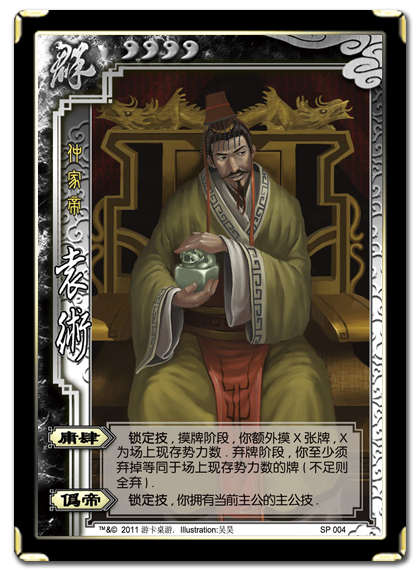 群
仲家帝
袁術
庸肆
锁定技，摸牌阶段，你额外摸X张牌，X
为场上现存势力数．弃牌阶段，你至少须
弃掉等同于场上现存势力数的牌（不足则
全弃）．
偽帝
锁定技，你拥有当前主公的主公技．
™&© 2011 游卡桌游．Illustration:吴昊
SP 004